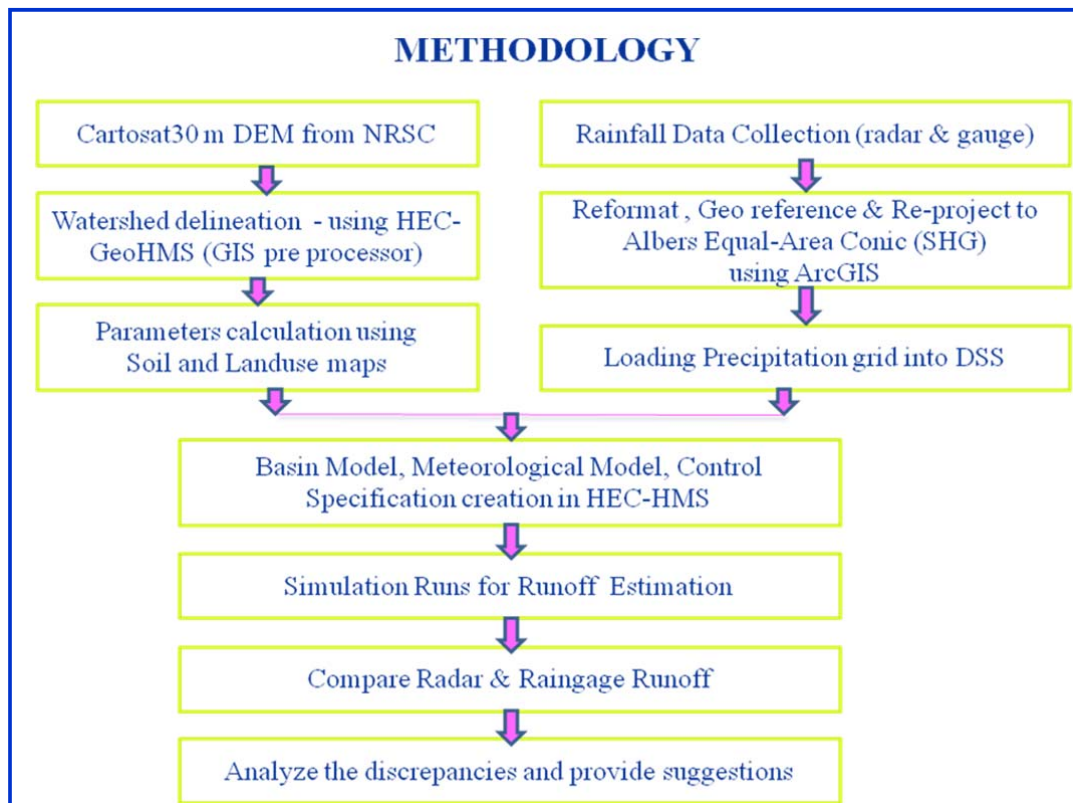 METHODOLOGY
Cartosat30 m DEM from NRSC
Watershed delineation - using HEC-
GeoHMS (GIS pre processor)
Parameters calculation using
Soil and Landuse maps
Rainfall Data Collection (radar & gauge)
Reformat , Geo reference & Re-project to
Albers Equal-Area Conic (SHG)
using ArcGIS
Loading Precipitation grid into DSS
Basin Model, Meteorological Model, Control
Specification creation in HEC-HMS
Simulation Runs for Runoff Estimation
Compare Radar & Raingage Runoff
Analyze the discrepancies and provide suggestions